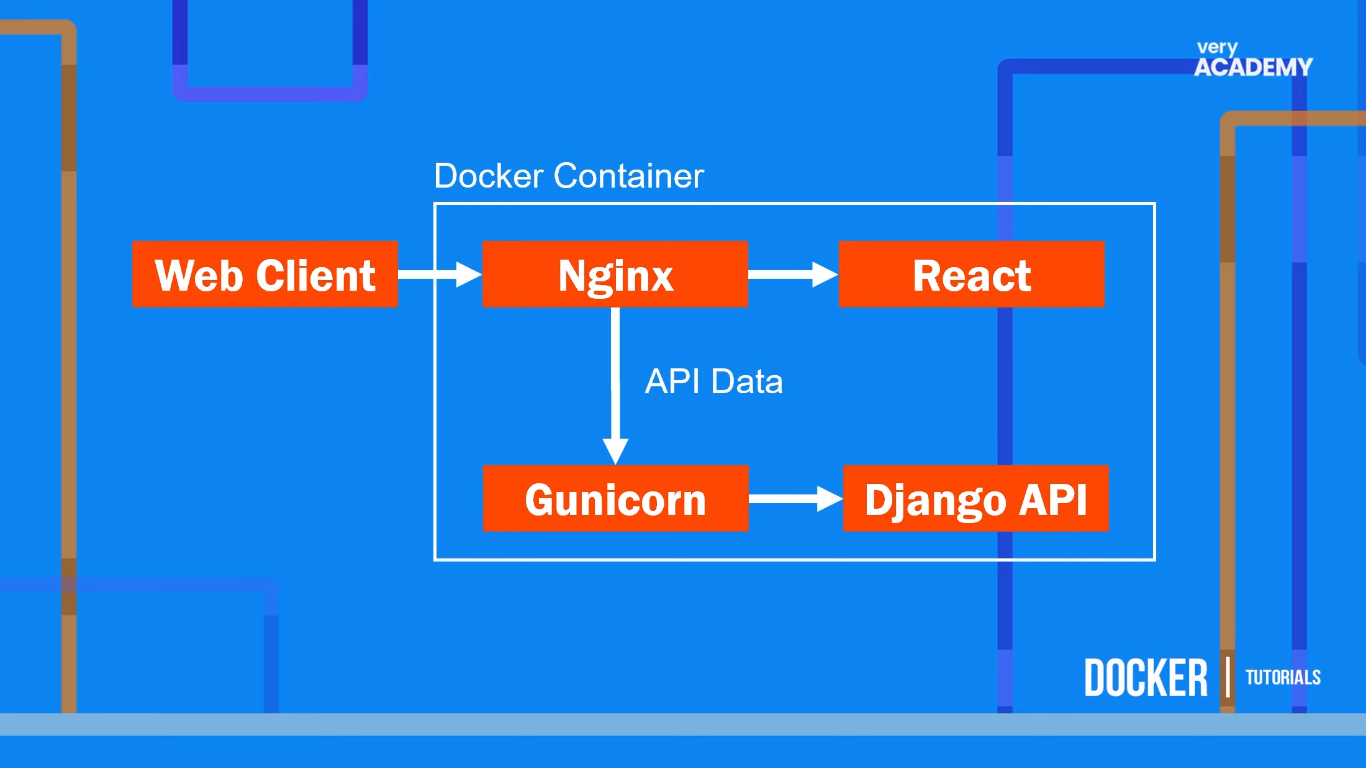 very
ACADEMY
Docker Container
Web Client
Nginx
React
API Data
Gunicorn
Django API
DOCKER | TUTORIALS